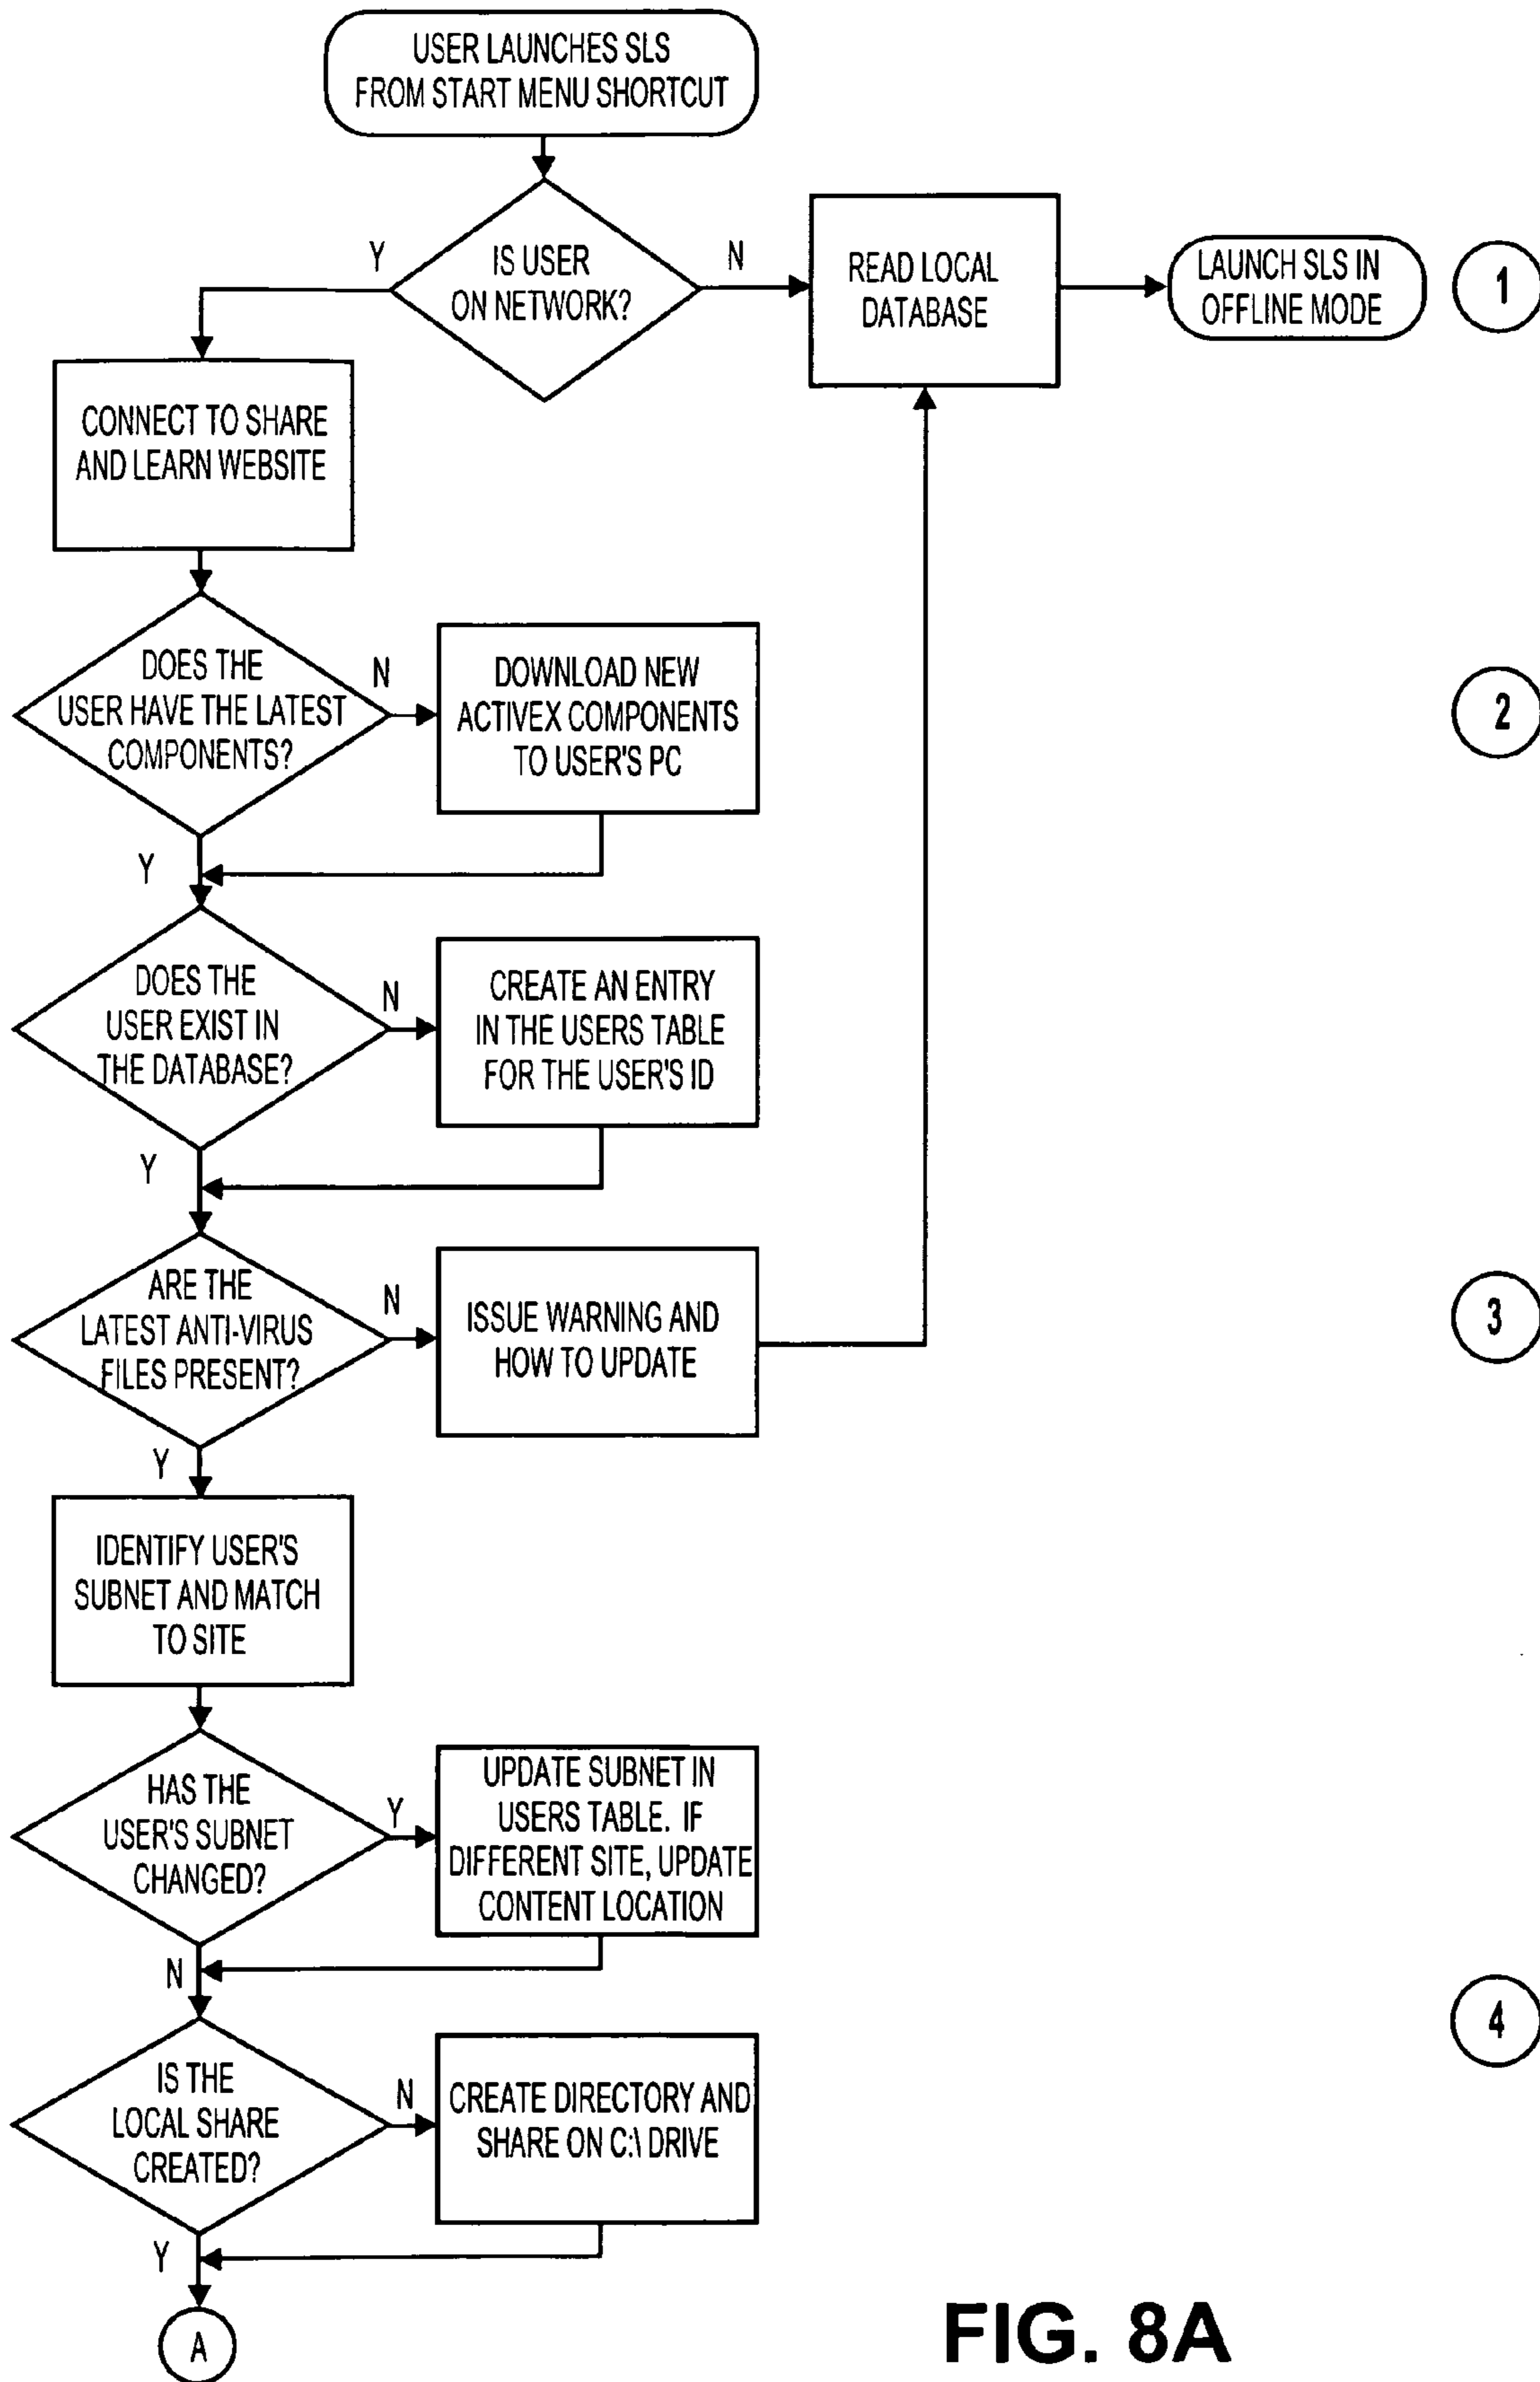 USER LAUNCHES SLS
FROM START MENU SHORTCUT
IS USER
ON NETWORK?
Y
N
READ LOCAL
DATABASE
LAUNCH SLS IN
OFFLINE MODE
1
CONNECT TO SHARE
AND LEARN WEBSITE
DOES THE
USER HAVE THE LATEST
COMPONENTS?
N
DOWNLOAD NEW
ACTIVEX COMPONENTS
TO USER'S PC
2
Y
DOES THE
USER EXIST IN
THE DATABASE?
N
CREATE AN ENTRY
IN THE USERS TABLE
FOR THE USER'S ID
Y
ARE THE
LATEST ANTI-VIRUS
FILES PRESENT?
N
ISSUE WARNING AND
HOW TO UPDATE
3
Y
IDENTIFY USER'S
SUBNET AND MATCH
TO SITE
HAS THE
USER'S SUBNET
CHANGED?
Y
UPDATE SUBNET IN
USERS TABLE. IF
DIFFERENT SITE, UPDATE
CONTENT LOCATION
N
4
IS THE
LOCAL SHARE
CREATED?
N
CREATE DIRECTORY AND
SHARE ON C:\ DRIVE
Y
A
FIG. 8A